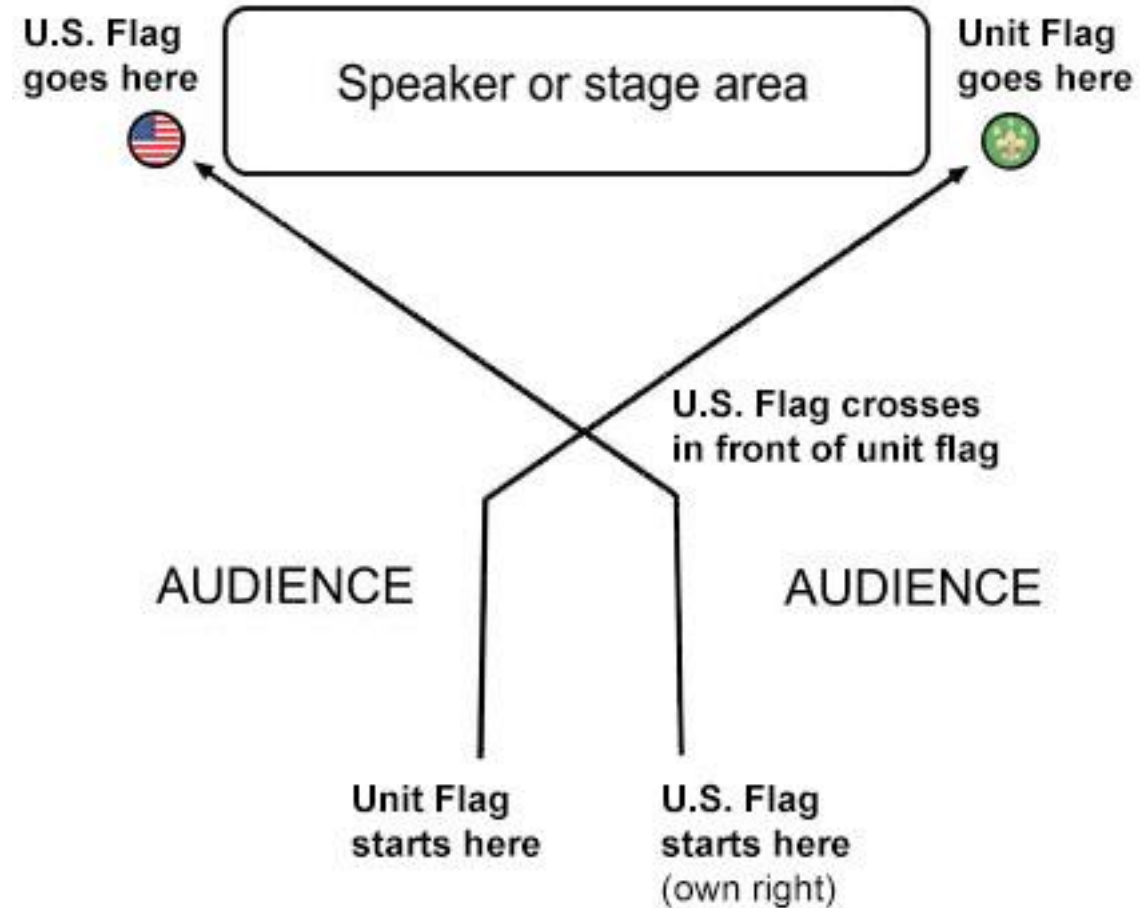 U.S. Flag
goes here
Speaker or stage area
Unit Flag
goes here
U.S. Flag crosses
in front of unit flag
AUDIENCE
AUDIENCE
Unit Flag
starts here
U.S. Flag
starts here
(own right)